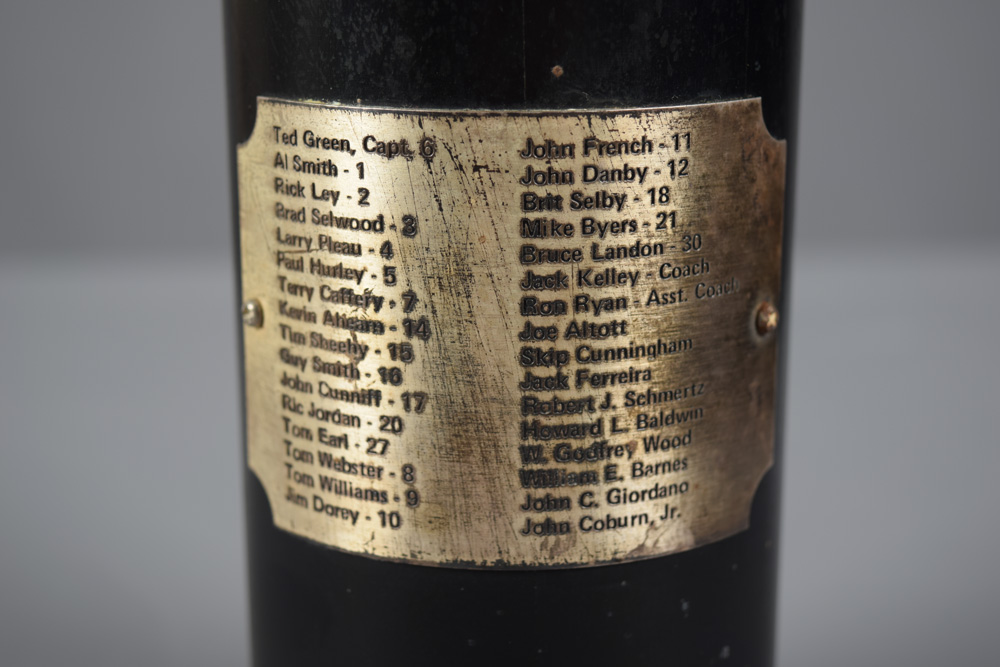 Ted Green, Capt. 6
Al Smith - 1
Rick Ley - 2
Brad Selwood - 3
Larry Pleau - 4
Paul Hurley - 5
Terry Caffery - 7
Kevin Ahearn - 14
Tim Sheehy - 15
Guy Smith - 16
John Cunniff - 17
Ric Jordan - 20
Tom Earl - 27
Tom Webster - 8
Tom Williams - 9
Jim Dorey - 10
John French - 11
John Danby - 12
Brit Selby - 18
Mike Byers - 21
Bruce Landon - 30
Jack Kelley - Coach
Ron Ryan - Asst. Coach
Joe Altott
Skip Cunningham
Jack Ferreira
Robert J. Schmertz
Howard L. Baldwin
W. Godfrey Wood
William E. Barnes
John C. Giordano
John Coburn, Jr.